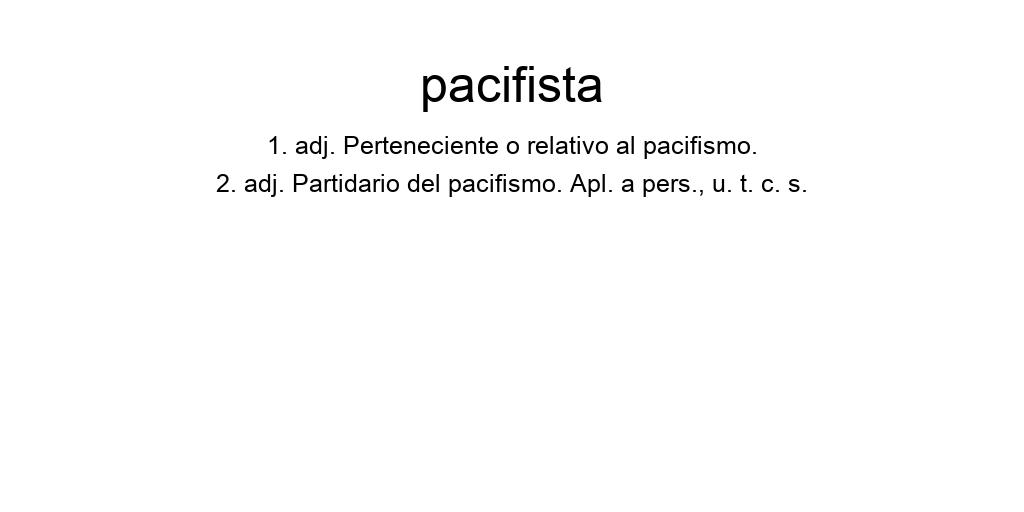 pacifista
1. adj. Perteneciente o relativo al pacifismo.
2. adj. Partidario del pacifismo. Apl. a pers., u. t. c. s.